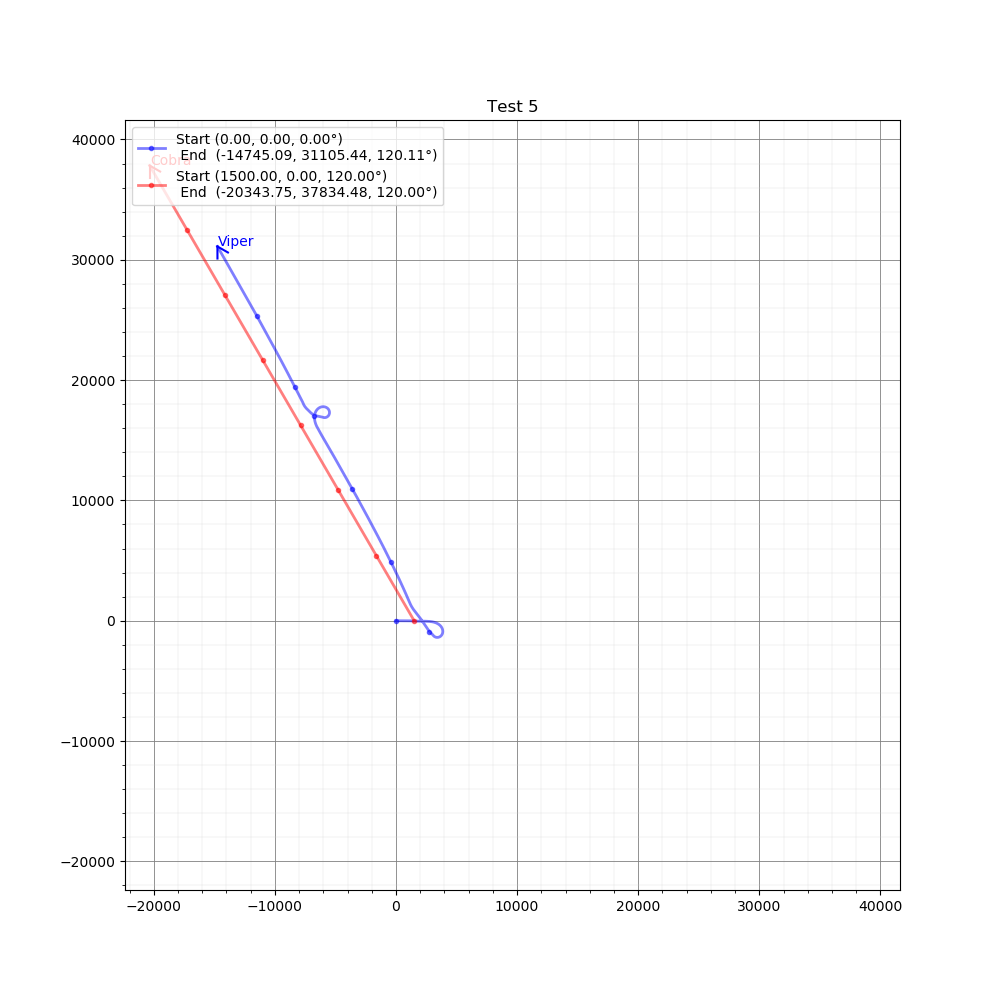 Test 5
Start (0.00, 0.00, 0.00°)
End (-14745.09, 31105.44, 120.11°)
Start (1500.00, 0.00, 120.00°)
End (-20343.75, 37834.48, 120.00°)
Cobra
Viper
40000
30000
20000
10000
0
−10000
−20000
−20000 −10000 0 10000 20000 30000 40000